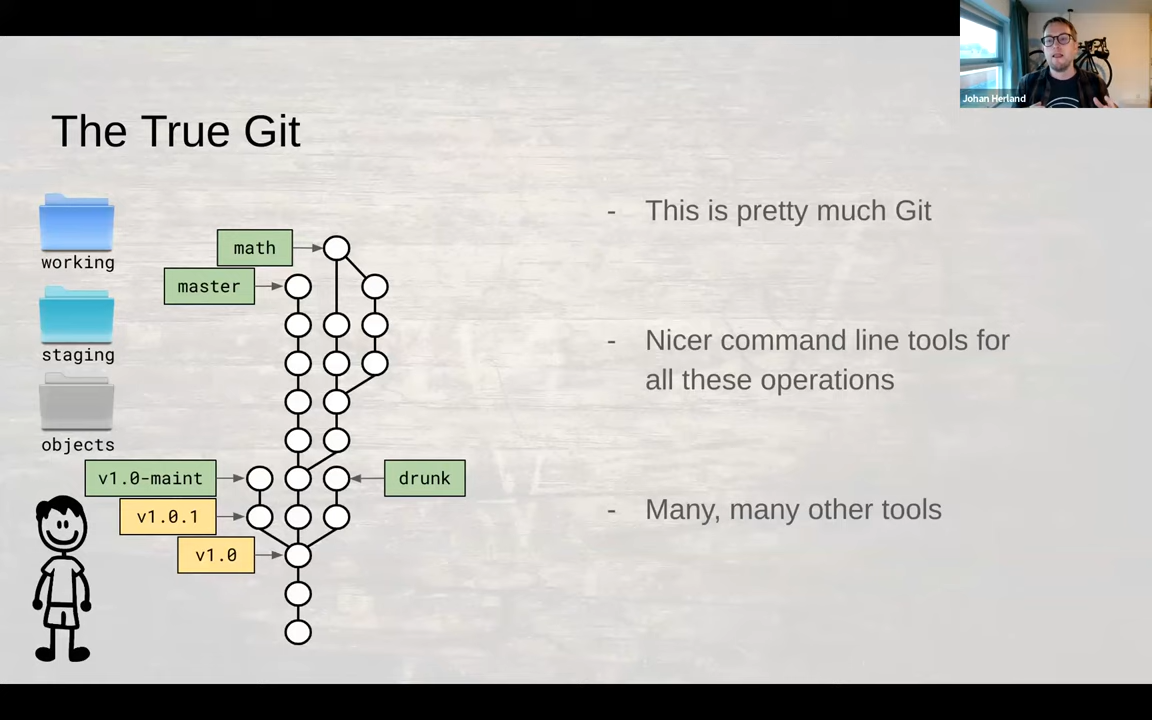 Johan Herland
The True Git
working
staging
objects
math
master
v1.0-maint
drunk
v1.0.1
v1.0
- This is pretty much Git
- Nicer command line tools for
all these operations
- Many, many other tools